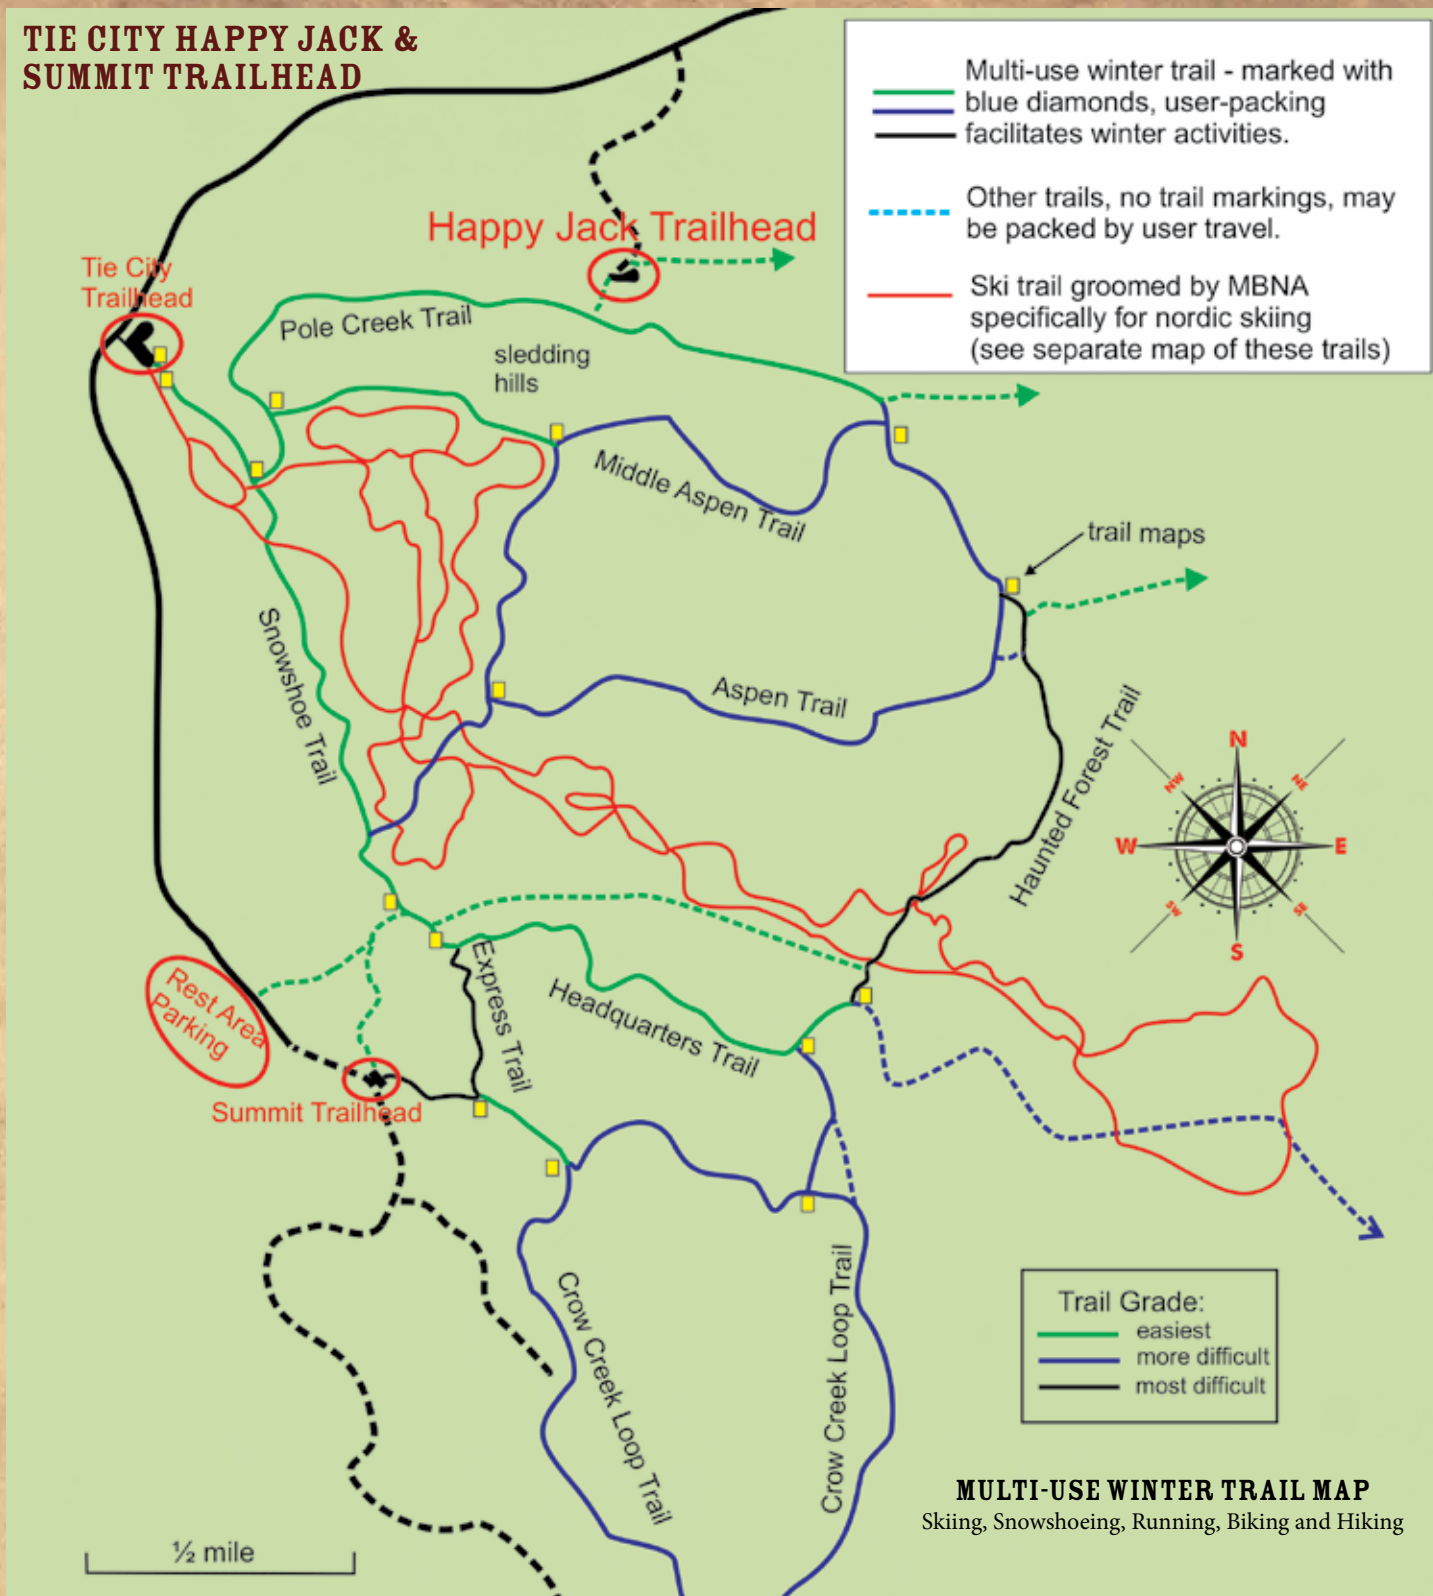 TIE CITY HAPPY JACK &
SUMMIT TRAILHEAD
Multi-use winter trail - marked with
blue diamonds, user-packing
facilitates winter activities.
Other trails, no trail markings, may
be packed by user travel.
Ski trail groomed by MBNA
specifically for nordic skiing
(see separate map of these trails)
Happy Jack Trailhead
Tie City
Trailhead
Pole Creek Trail
sledding
hills
Middle Aspen Trail
trail maps
Snowshoe Trail
Aspen Trail
Haunted Forest Trail
N
NE
E
SE
S
SW
W
NW
Express Trail
Headquarters Trail
Rest Area
Parking
Summit Trailhead
Crow Creek Loop Trail
Crow Creek Loop Trail
Trail Grade:
easiest
more difficult
most difficult
MULTI-USE WINTER TRAIL MAP
Skiing, Snowshoeing, Running, Biking and Hiking
½ mile